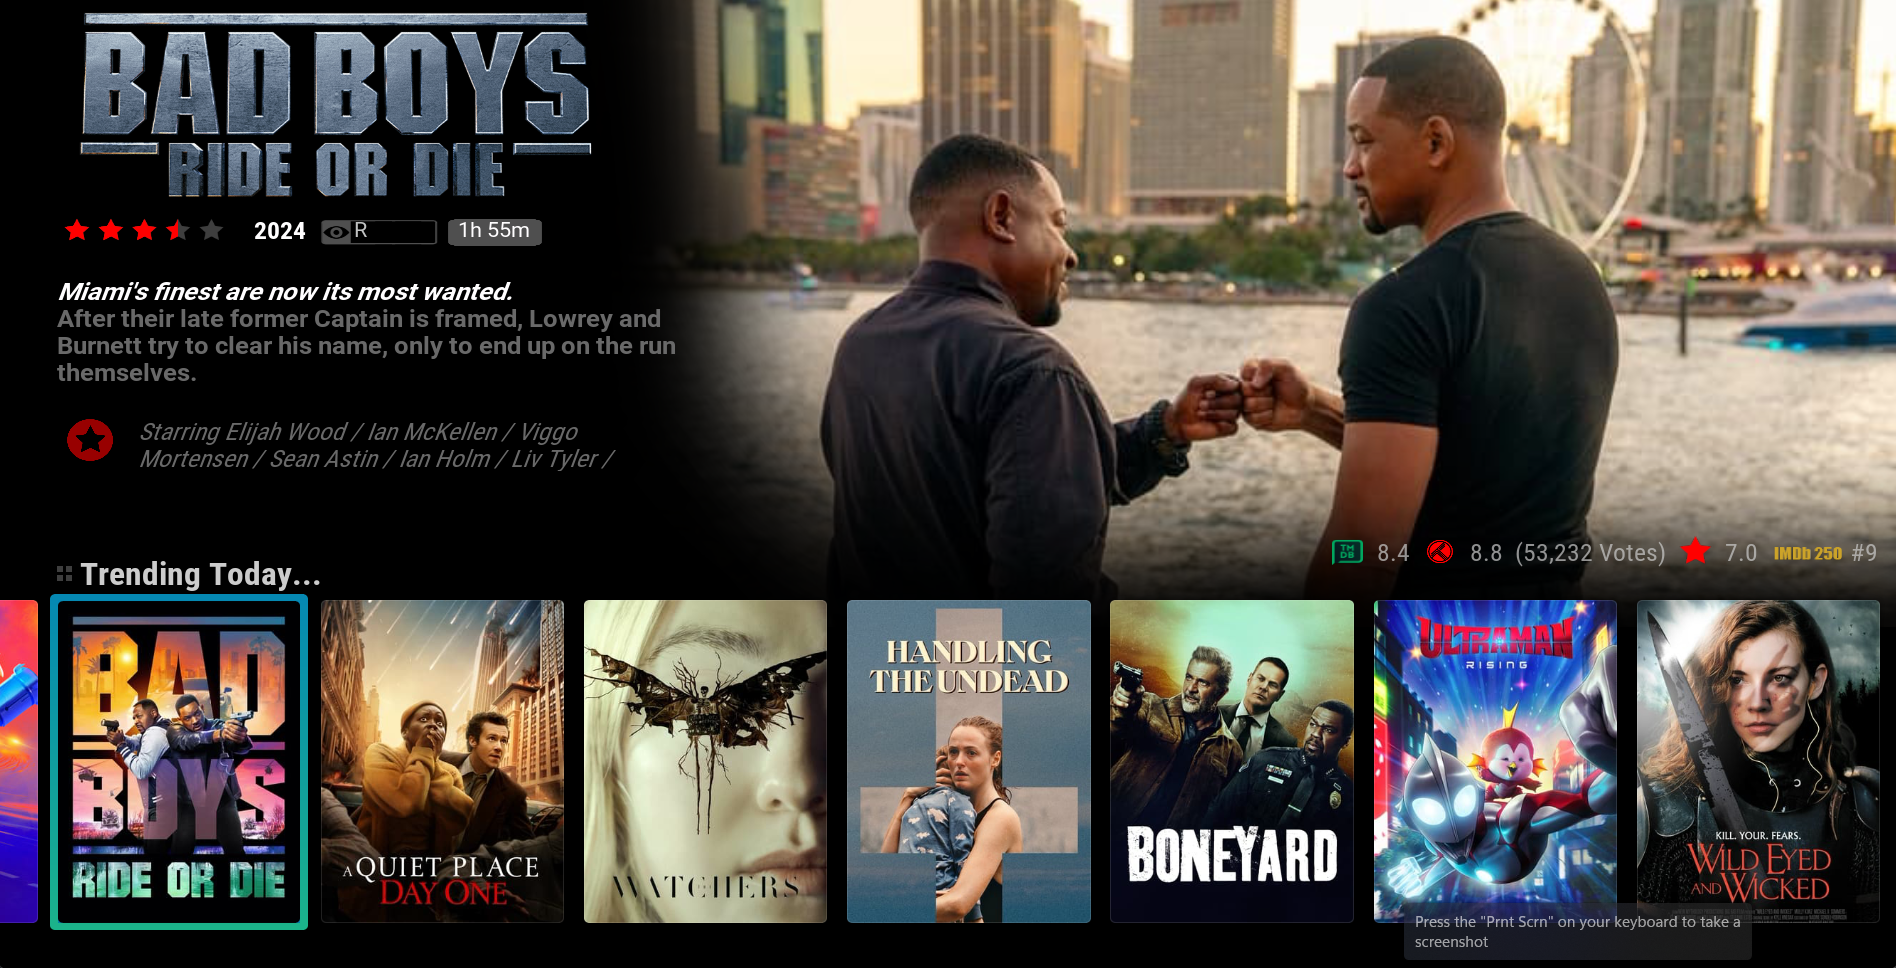 BAD BOYS
RIDE OR DIE
2024 R 1h 55m
Miami's finest are now its most wanted.
After their late former Captain is framed, Lowrey and
Burnett try to clear his name, only to end up on the run
themselves.
Starring Elijah Wood / Ian McKellen / Viggo
Mortensen / Sean Astin / Ian Holm / Liv Tyler /
TM
DB 8.4 8.8 (53,232 Votes) 7.0 IMDb 250 #9
Trending Today...
BAD
BOYS
RIDE OR DIE
A QUIET PLACE
DAY ONE
WATCHERS
HANDLING
THE UNDEAD
BONEYARD
ULTRAMAN
RISING
KILL. YOUR. FEARS.
WILD EYED
AND WICKED
Press the "Prnt Scrn" on your keyboard to take a
screenshot